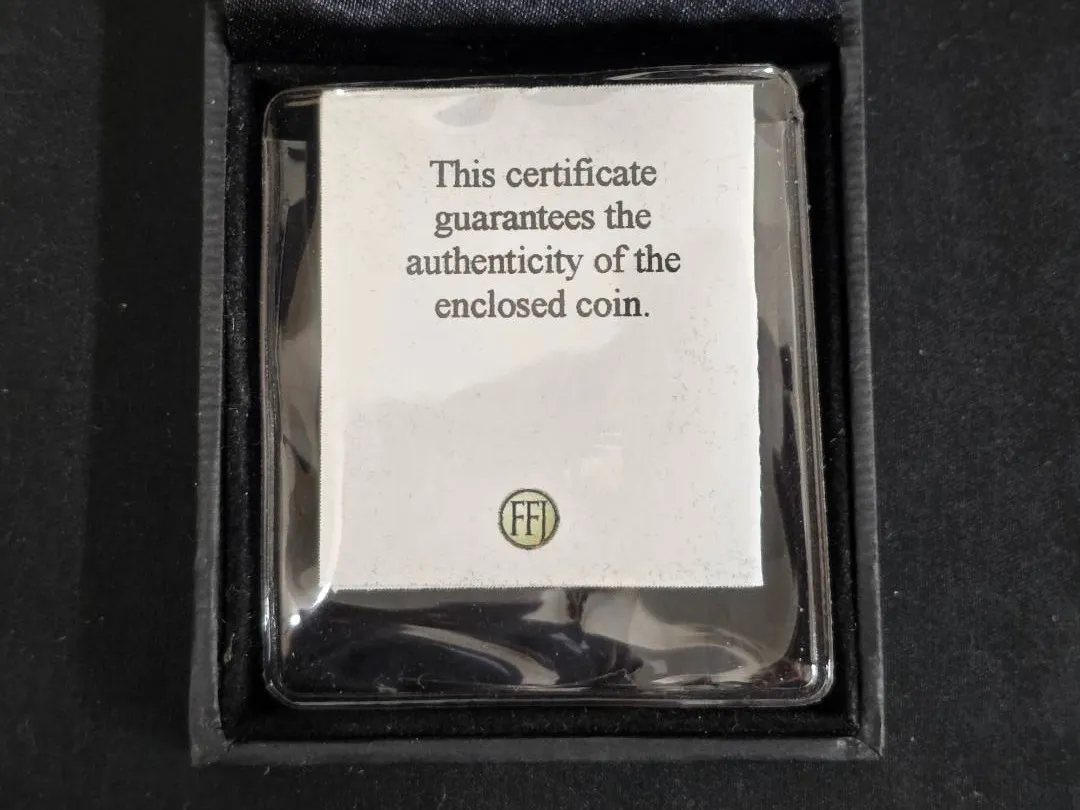 This certificate
guarantees the
authenticity of the
enclosed coin.
FFJ